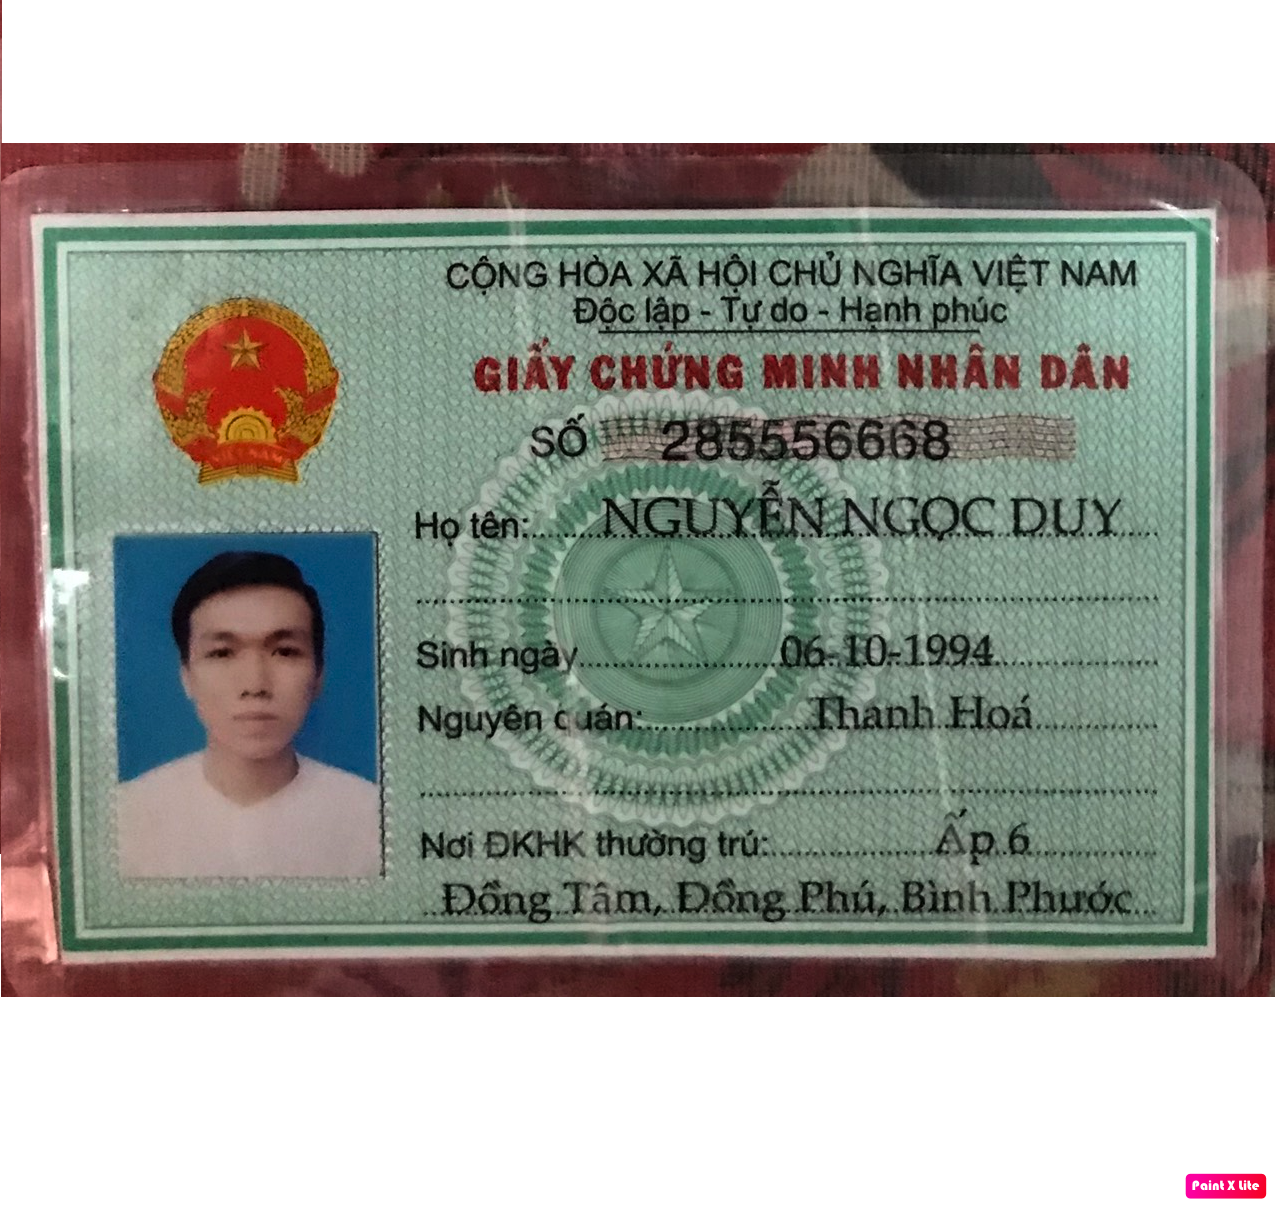 CỘNG HÒA XÃ HỘI CHỦ NGHĨA VIỆT NAM
Độc lập - Tự do - Hạnh phúc
GIẤY CHỨNG MINH NHÂN DÂN
SỐ 285556668
VIỆT NAM
Họ tên: NGUYỄN NGỌC DUY
Sinh ngày 06-10-1994
Nguyên quán: Thanh Hoá
Nơi ĐKHK thường trú: Ấp 6
Đồng Tâm, Đồng Phú, Bình Phước
Paint X Lite